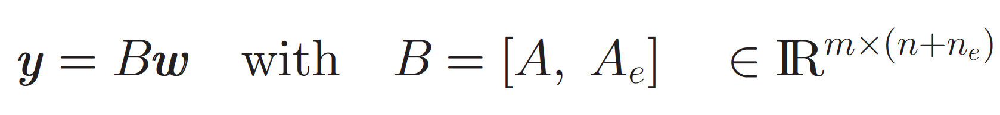 y = Bw with B = [A, A_e] ∈ ℝ^{m×(n+n_e)}